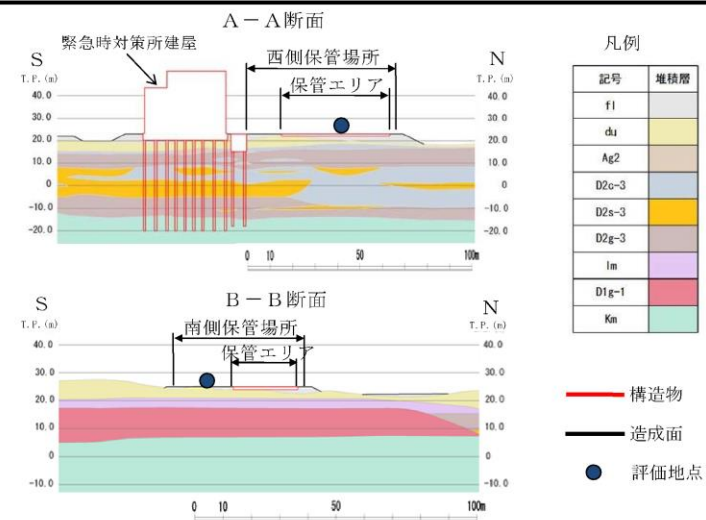 A－A断面
緊急時対策所建屋
S
N
T.P.(m)
T.P.(m)
西側保管場所
保管エリア
40.0
30.0
20.0
10.0
0
-10.0
-20.0
40.0
30.0
20.0
10.0
0
-10.0
-20.0
0 10 50 100m
B－B断面
S
N
T.P.(m)
T.P.(m)
南側保管場所
保管エリア
40.0
30.0
20.0
10.0
0
-10.0
40.0
30.0
20.0
10.0
0
-10.0
0 10 50 100m
凡例
記号 堆積層
fl
du
Ag2
D2c-3
D2s-3
D2g-3
lm
D1g-1
Km
構造物
造成面
評価地点